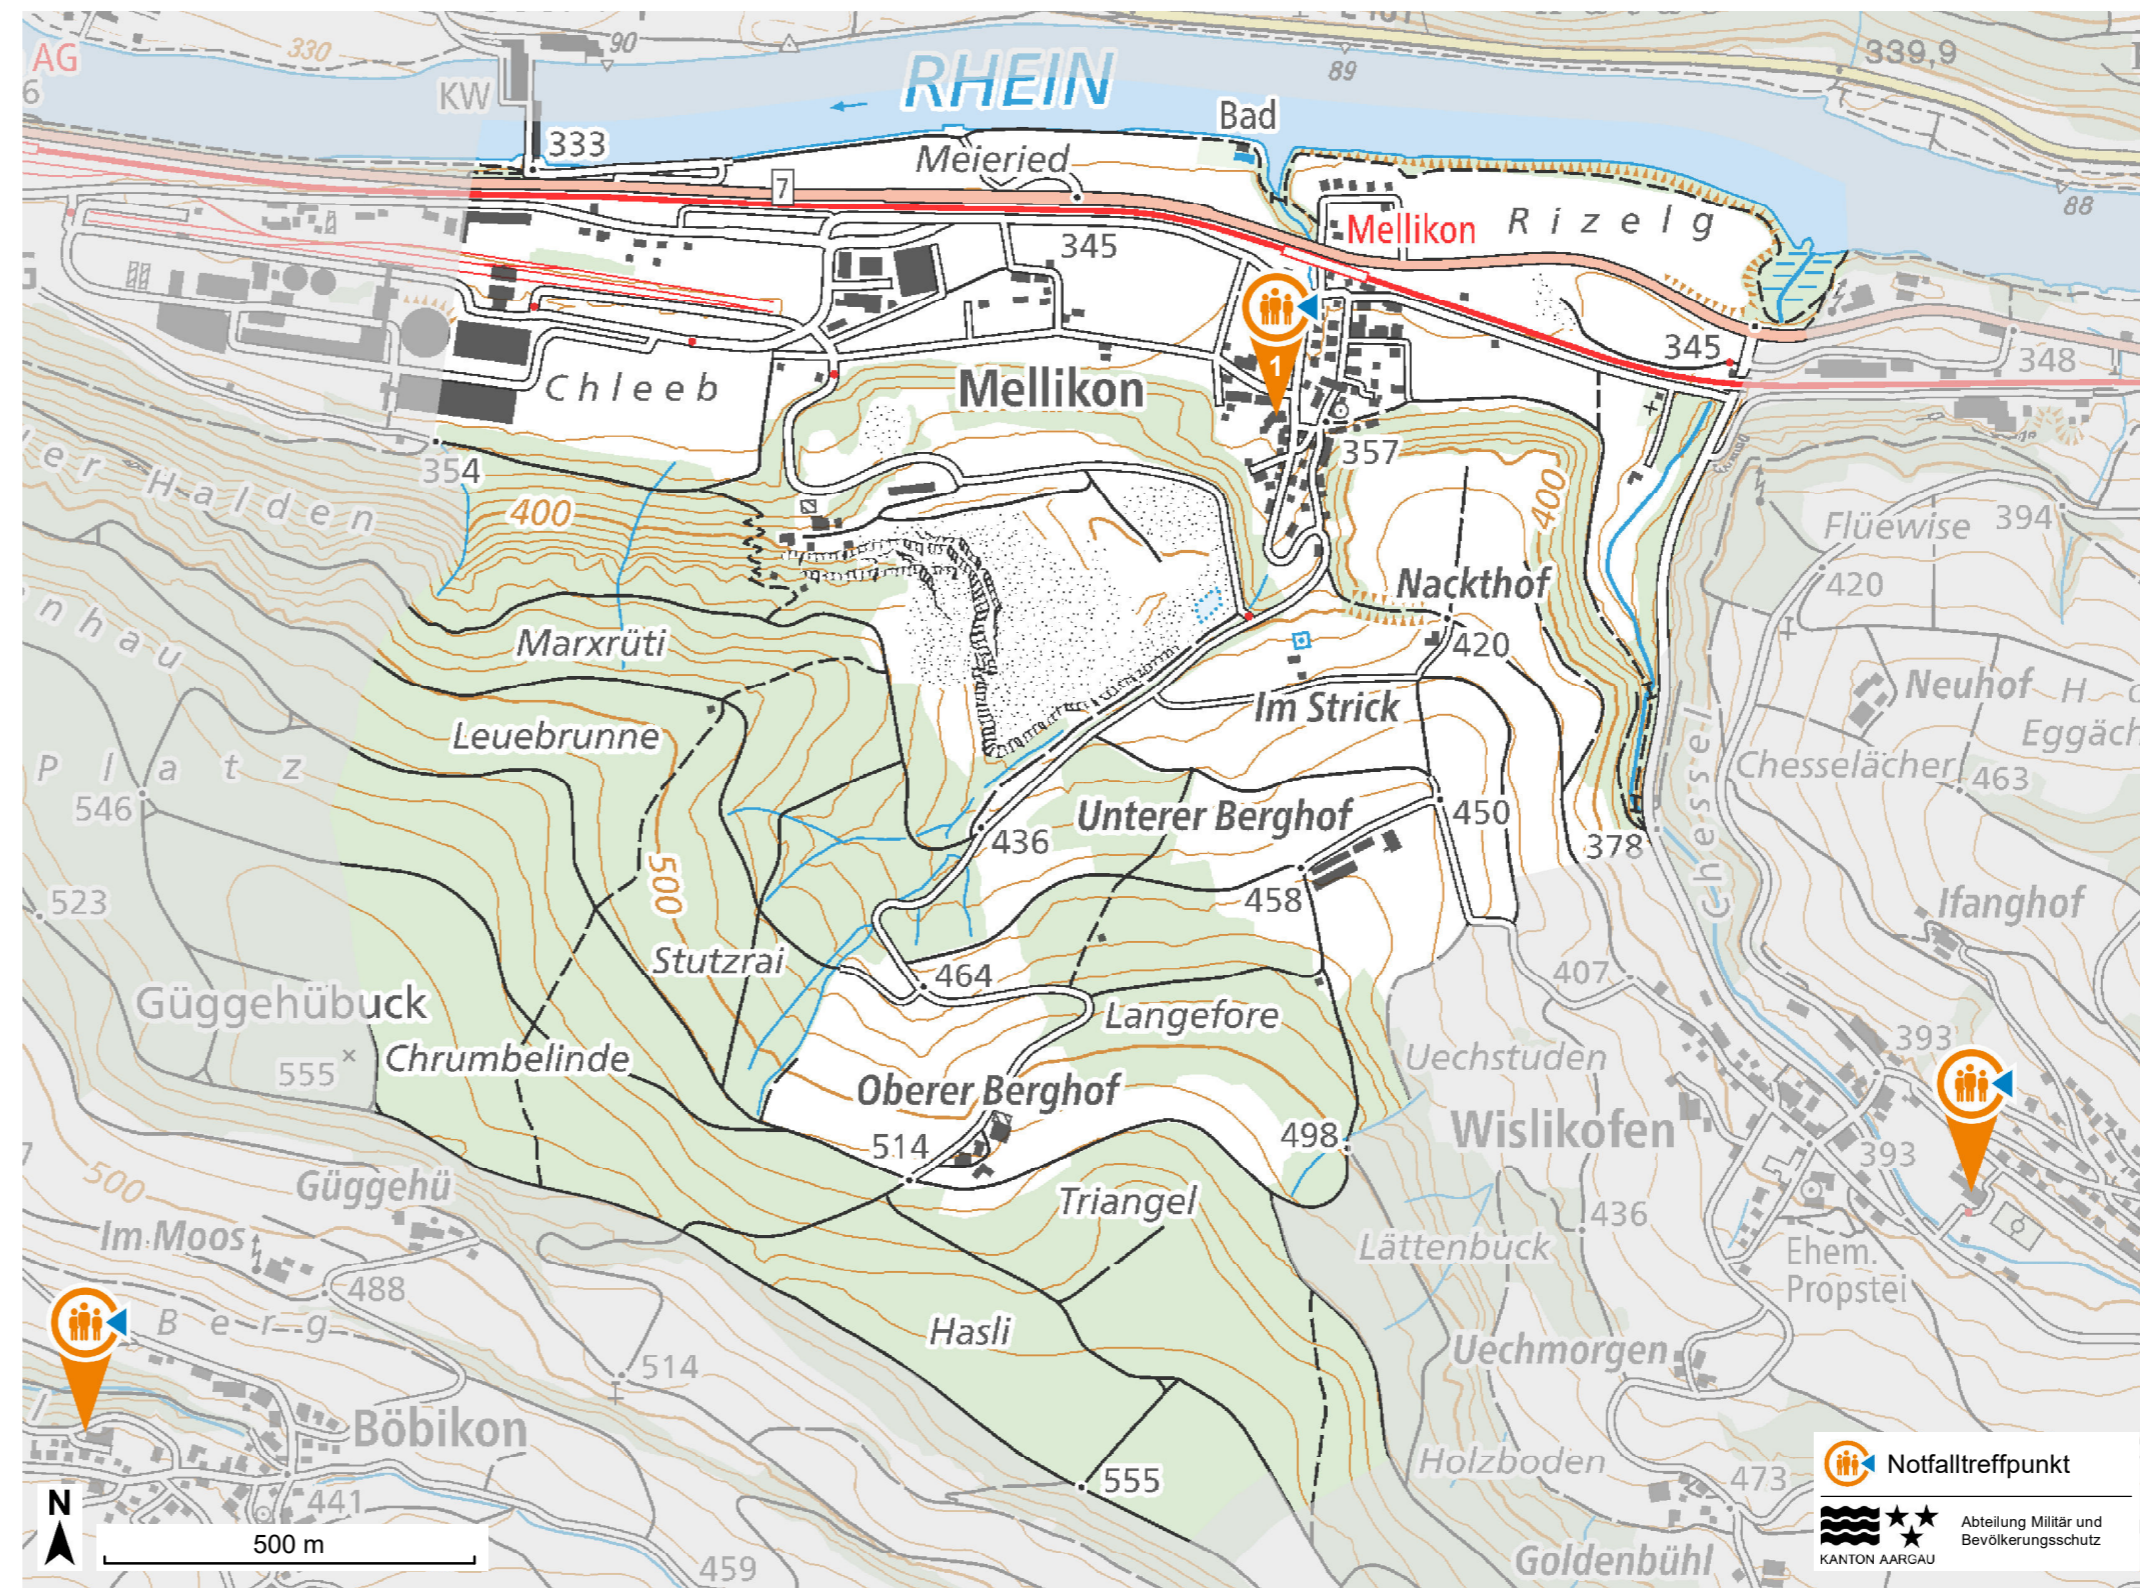 L 161
330
90
339,9
AG
6
KW
RHEIN
89
Bad
333
Meieried
88
7
Mellikon
Rizelg
345
1
345
348
Chleeb
Mellikon
357
354
400
400
Flüewise
394
Nackthof
420
Marxrüti
420
Neuhof
Im Strick
Leuebrunne
Eggäch
Platz
Chessel
Chesselächer
463
546
Unterer Berghof
450
436
378
500
523
458
Ifanghof
Stutzrai
464
407
Güggehübuck
Langefore
393
555
Chrumbelinde
Uechstuden
Oberer Berghof
Wislikofen
498
514
393
500
Güggehü
Triangel
436
Im Moos
Lättenbuck
Ehem.
Propstei
488
Berg
Hasli
514
Uechmorgen
Böbikon
Holzboden
Notfalltreffpunkt
555
473
N
441
500 m
459
Goldenbühl
Abteilung Militär und
Bevölkerungsschutz
KANTON AARGAU